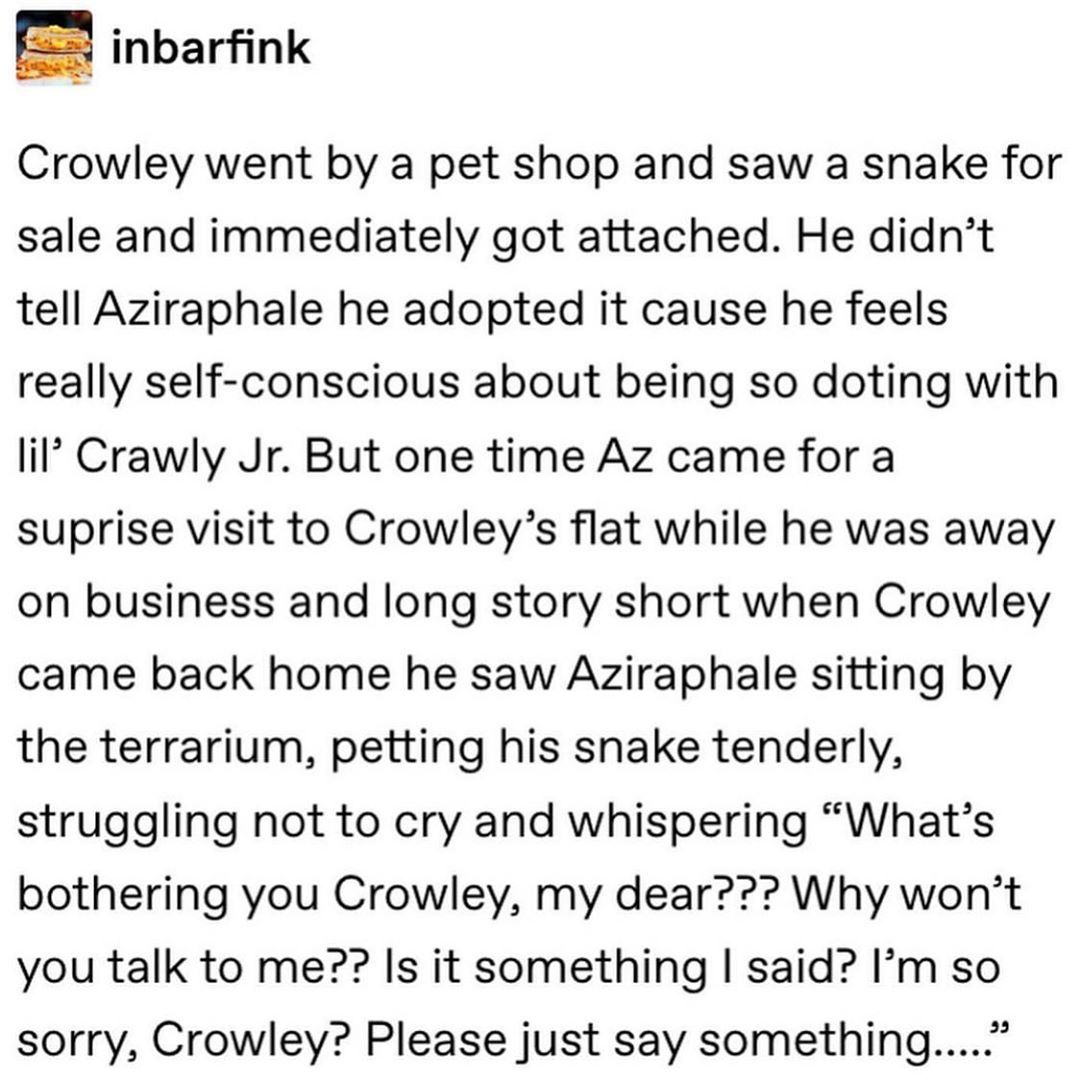 inbarfink
Crowley went by a pet shop and saw a snake for
sale and immediately got attached. He didn’t
tell Aziraphale he adopted it cause he feels
really self-conscious about being so doting with
lil’ Crawly Jr. But one time Az came for a
suprise visit to Crowley’s flat while he was away
on business and long story short when Crowley
came back home he saw Aziraphale sitting by
the terrarium, petting his snake tenderly,
struggling not to cry and whispering “What’s
bothering you Crowley, my dear??? Why won’t
you talk to me?? Is it something I said? I’m so
sorry, Crowley? Please just say something.....”